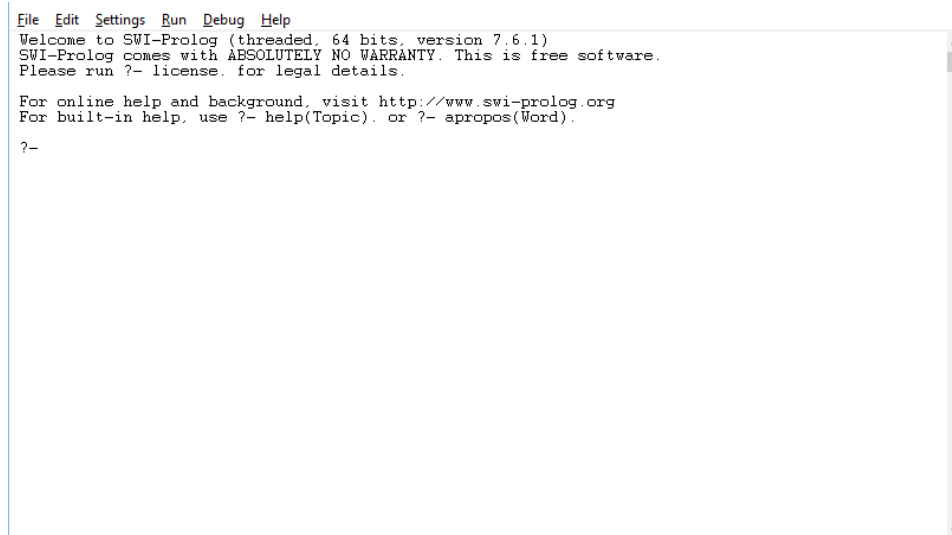 File Edit Settings Run Debug Help
Welcome to SWI-Prolog (threaded, 64 bits, version 7.6.1)
SWI-Prolog comes with ABSOLUTELY NO WARRANTY. This is free software.
Please run ?- license. for legal details.
For online help and background, visit http://www.swi-prolog.org
For built-in help, use ?- help(Topic). or ?- apropos(Word).
?-